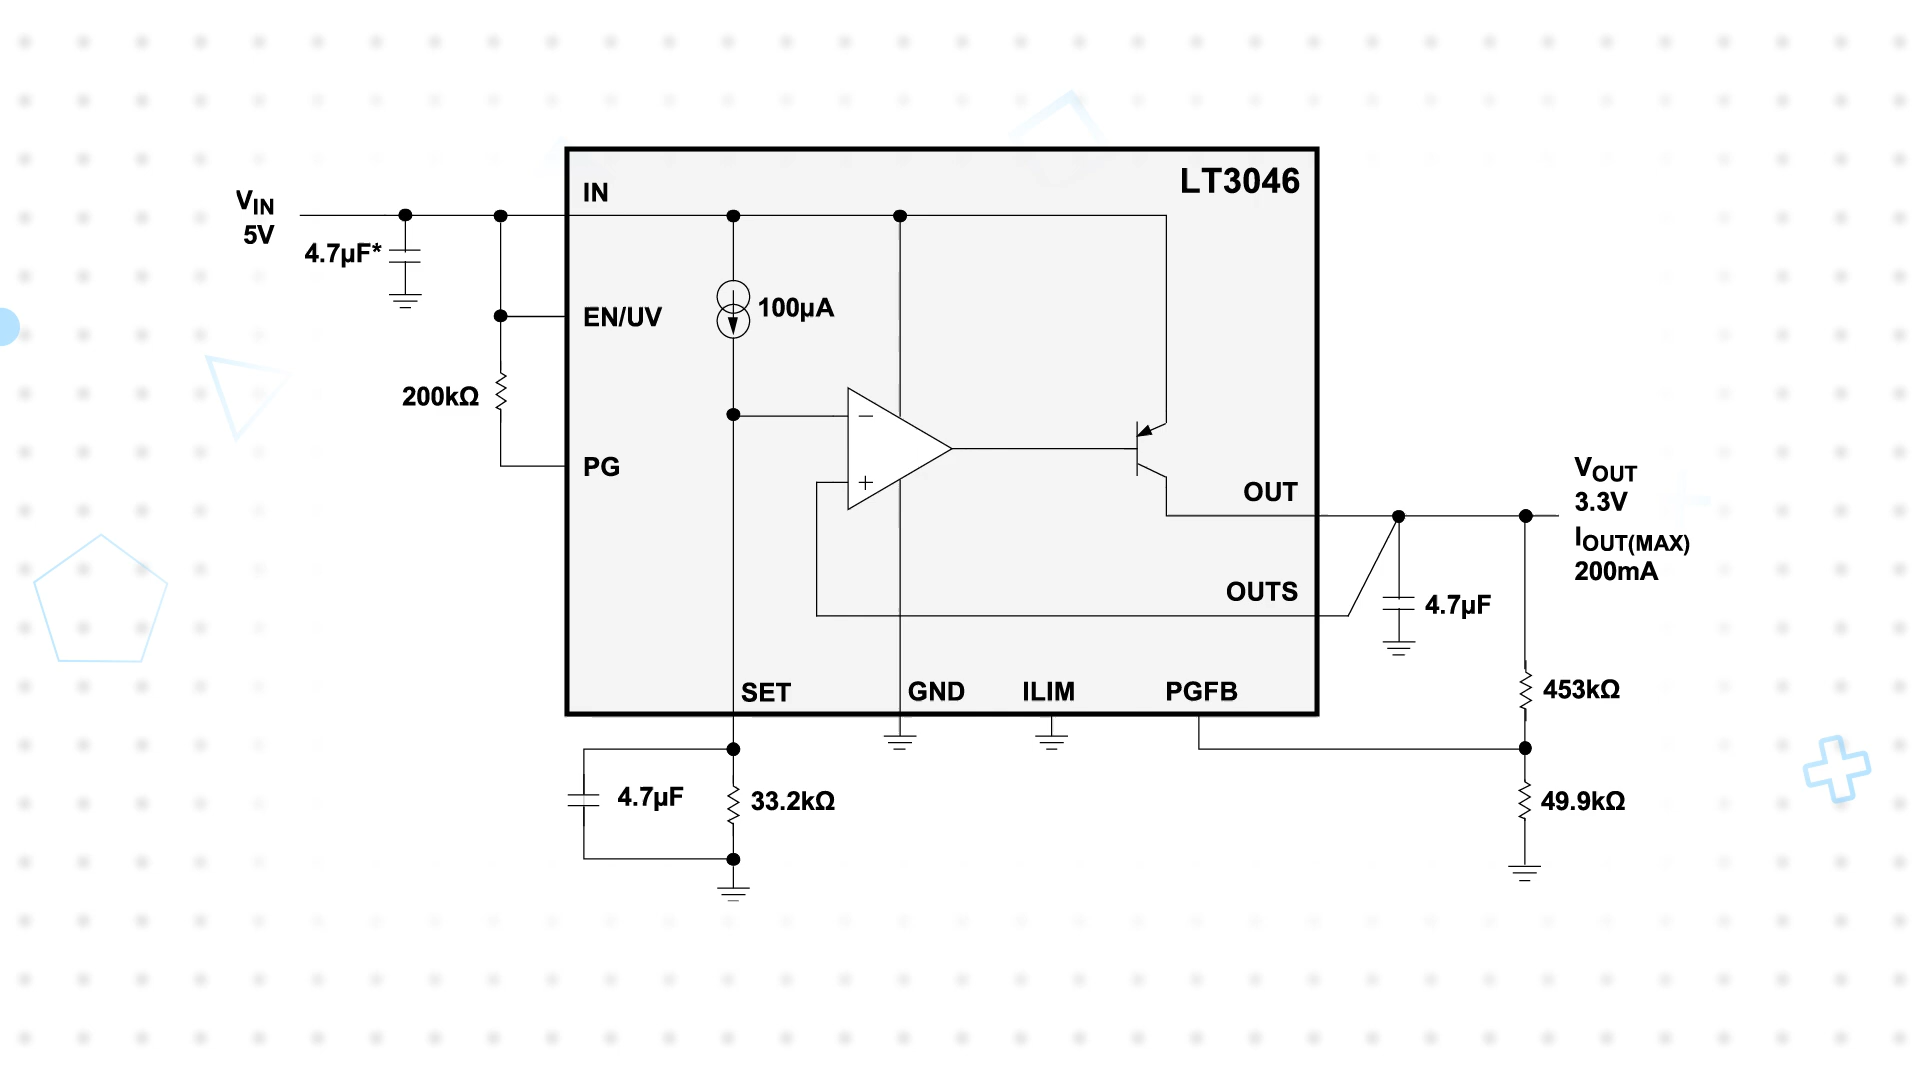 LT3046
IN
VIN
5V
4.7µF*
100µA
EN/UV
200kΩ
−
PG
+
OUT
VOUT
3.3V
IOUT(MAX)
200mA
OUTS
4.7µF
SET
GND
ILIM
PGFB
453kΩ
4.7µF
33.2kΩ
49.9kΩ